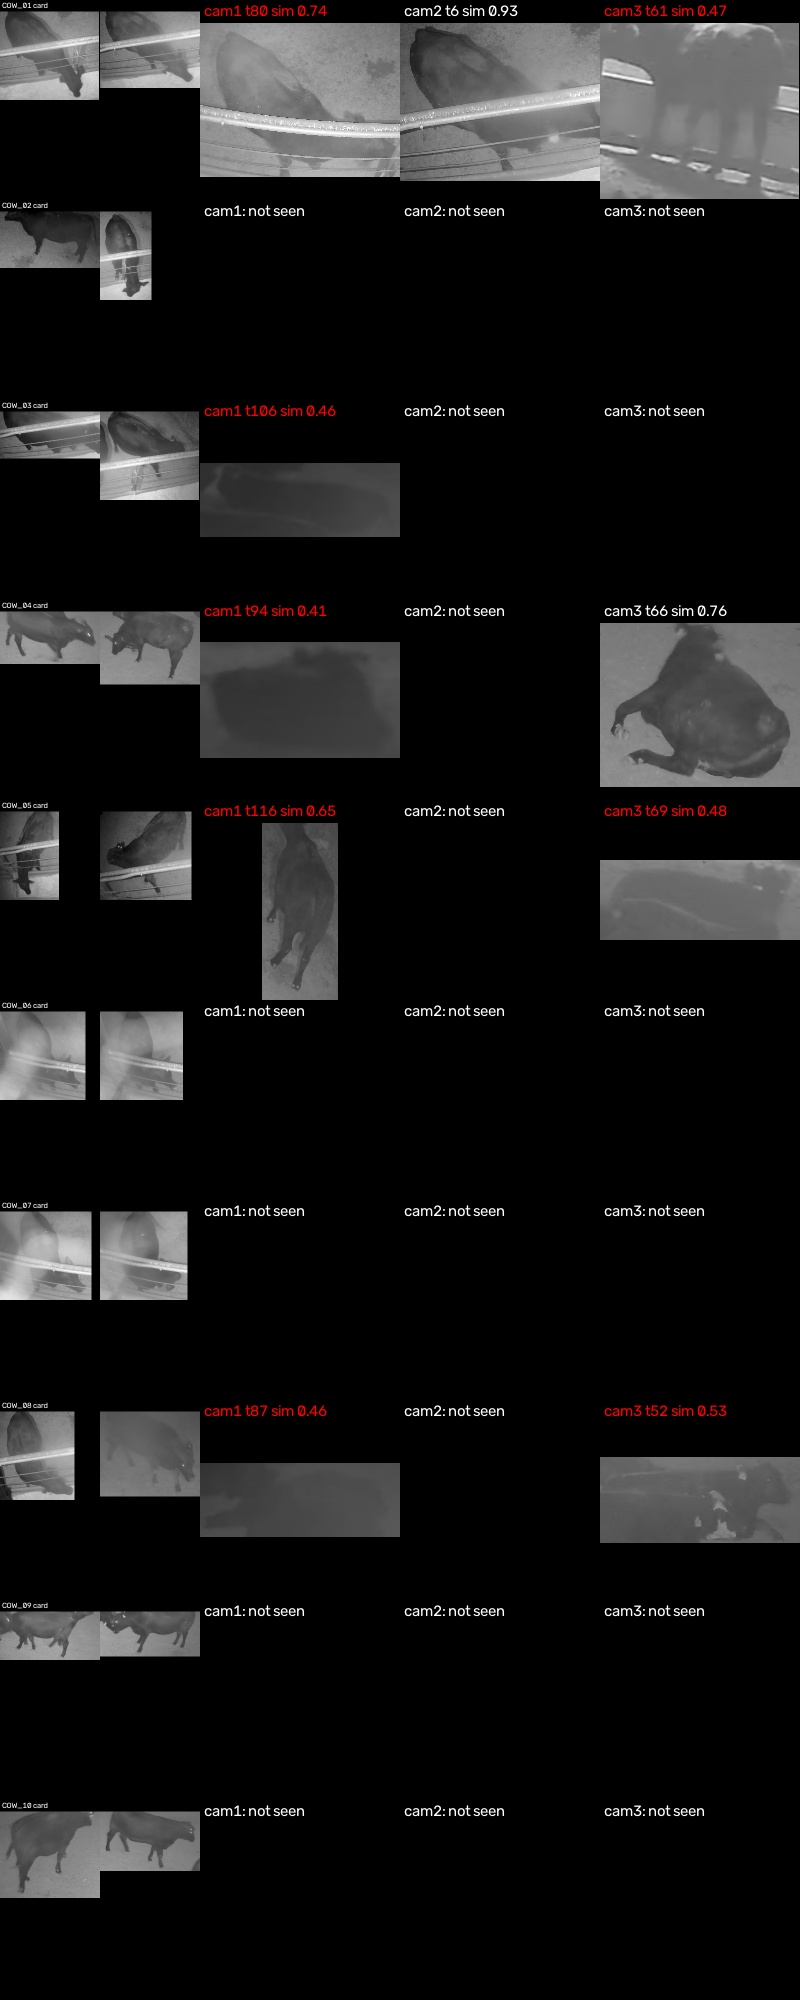 COW_01 card
cam1 t80 sim 0.74
cam2 t6 sim 0.93
cam3 t61 sim 0.47
COW_02 card
cam1: not seen
cam2: not seen
cam3: not seen
COW_03 card
cam1 t106 sim 0.46
cam2: not seen
cam3: not seen
COW_04 card
cam1 t94 sim 0.41
cam2: not seen
cam3 t66 sim 0.76
COW_05 card
cam1 t116 sim 0.65
cam2: not seen
cam3 t69 sim 0.48
COW_06 card
cam1: not seen
cam2: not seen
cam3: not seen
COW_07 card
cam1: not seen
cam2: not seen
cam3: not seen
COW_08 card
cam1 t87 sim 0.46
cam2: not seen
cam3 t52 sim 0.53
COW_09 card
cam1: not seen
cam2: not seen
cam3: not seen
COW_10 card
cam1: not seen
cam2: not seen
cam3: not seen